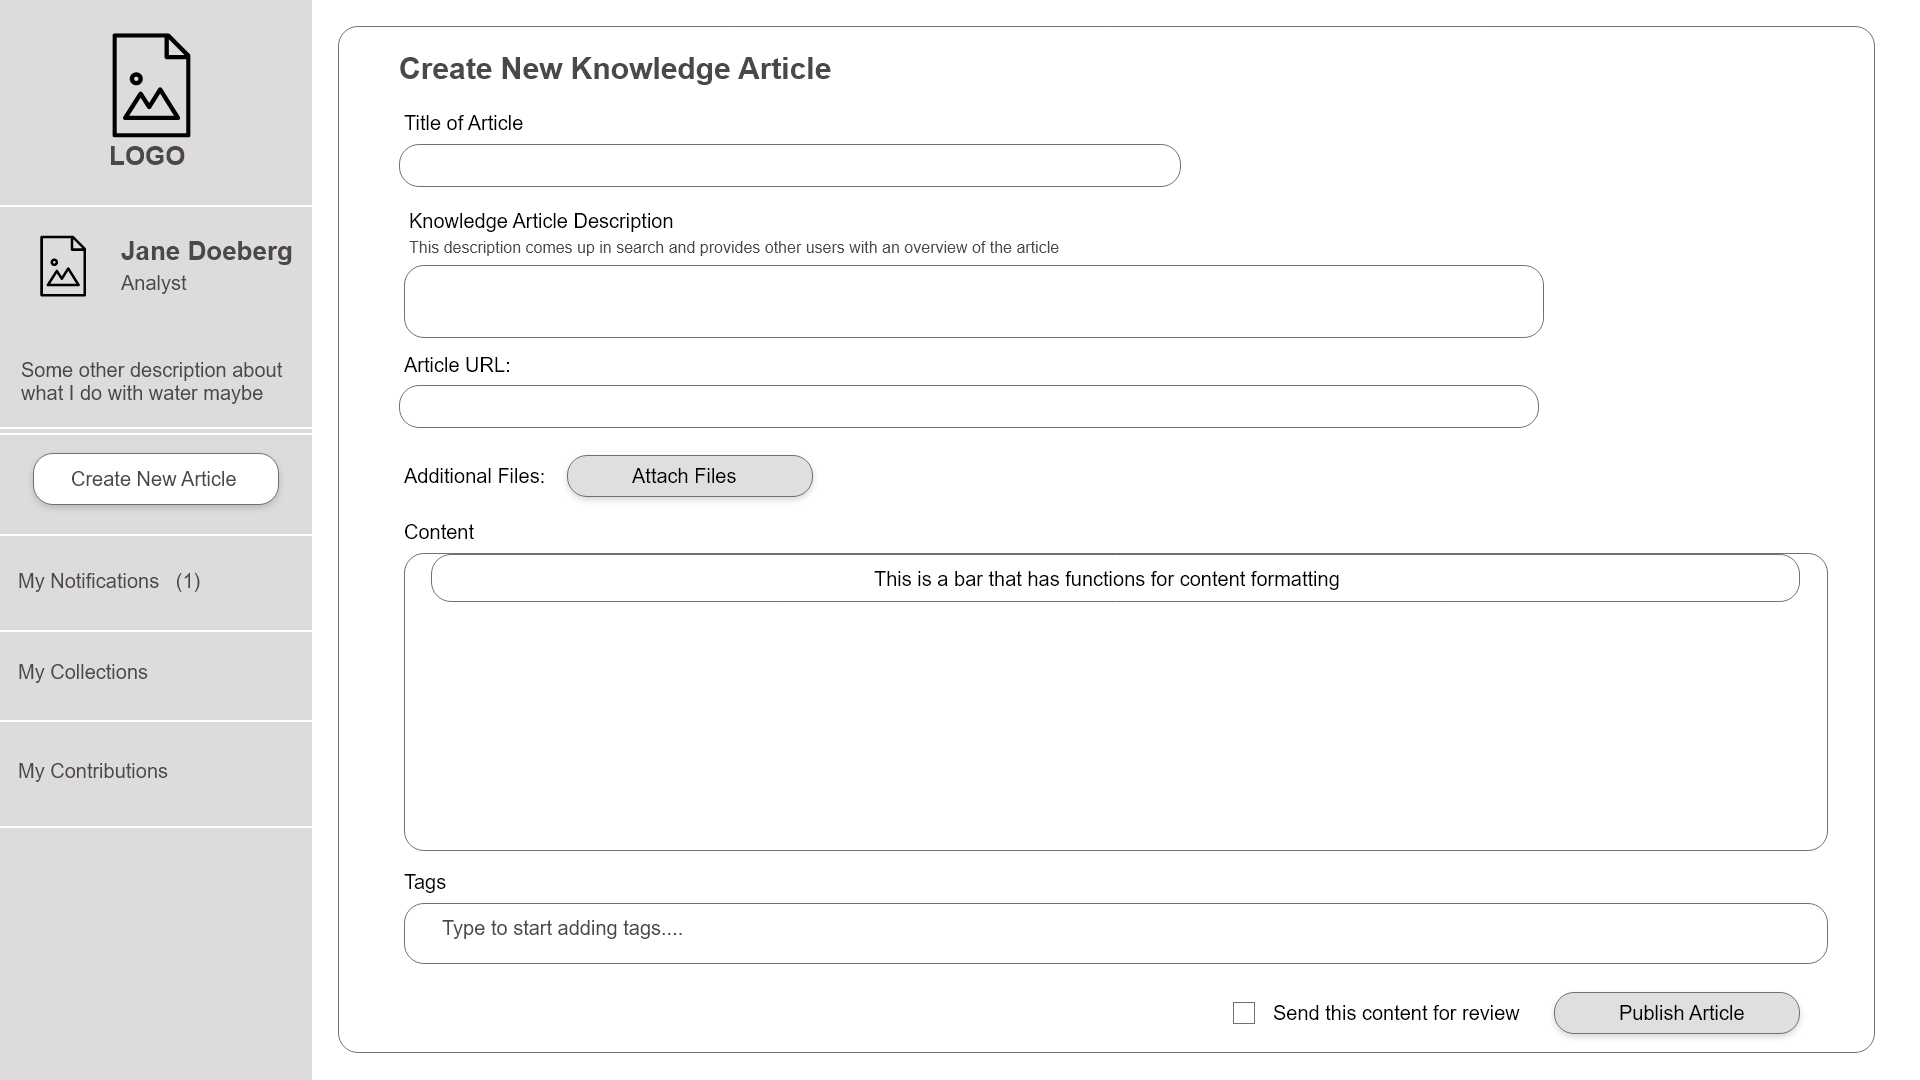 LOGO
Jane Doeberg
Analyst
Some other description about
what I do with water maybe
Create New Article
My Notifications (1)
My Collections
My Contributions
Create New Knowledge Article
Title of Article
Knowledge Article Description
This description comes up in search and provides other users with an overview of the article
Article URL:
Additional Files: Attach Files
Content
This is a bar that has functions for content formatting
Tags
Type to start adding tags....
Send this content for review Publish Article